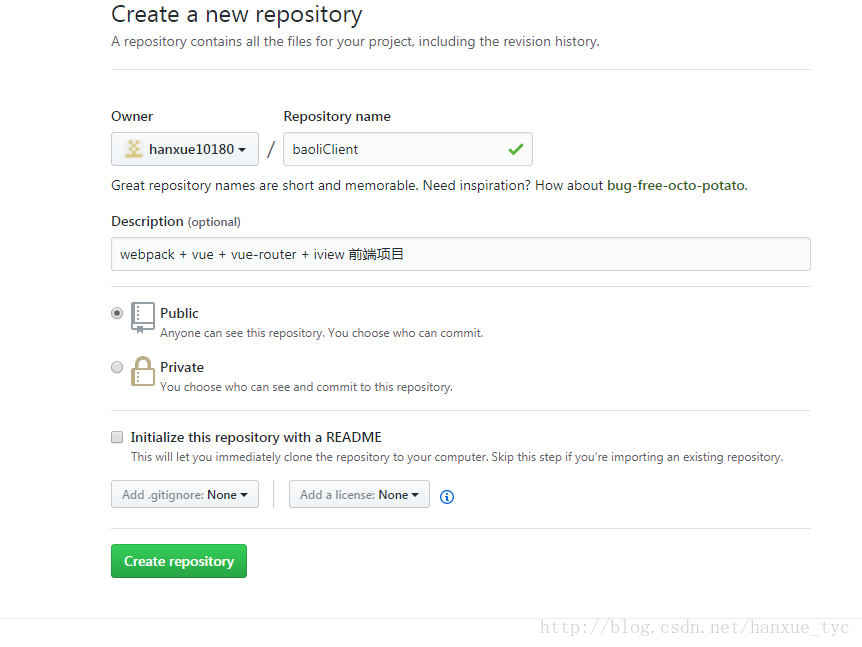 Create a new repository
A repository contains all the files for your project, including the revision history.
Owner Repository name
hanxue10180 / baoliClient
Great repository names are short and memorable. Need inspiration? How about bug-free-octo-potato.
Description (optional)
webpack + vue + vue-router + iview 前端项目
Public
Anyone can see this repository. You choose who can commit.
Private
You choose who can see and commit to this repository.
Initialize this repository with a README
This will let you immediately clone the repository to your computer. Skip this step if you’re importing an existing repository.
Add .gitignore: None Add a license: None
Create repository
http://blog.csdn.net/hanxue_tyc